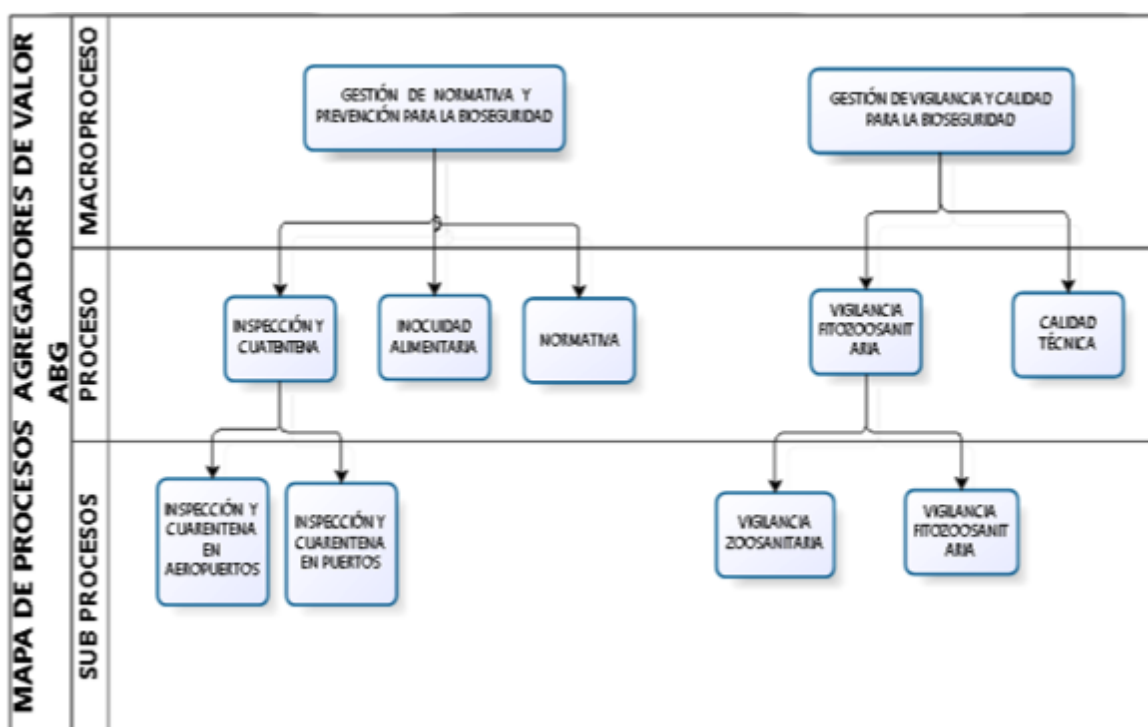 MAPA DE PROCESOS AGREGADORES DE VALOR
ABG
MACROPROCESO
GESTIÓN DE NORMATIVA Y
PREVENCIÓN PARA LA BIOSEGURIDAD
GESTIÓN DE VIGILANCIA Y CALIDAD
PARA LA BIOSEGURIDAD
PROCESO
INSPECCIÓN Y
CUATENTENA
INOCUIDAD
ALIMENTARIA
NORMATIVA
VIGILANCIA
FITOZOOSANIT
ARIA
CALIDAD
TÉCNICA
SUB PROCESOS
INSPECCIÓN Y
CUARENTENA
EN
AEROPUERTOS
INSPECCIÓN Y
CUARENTENA
EN PUERTOS
VIGILANCIA
ZOOSANITARIA
VIGILANCIA
FITOZOOSANIT
ARIA